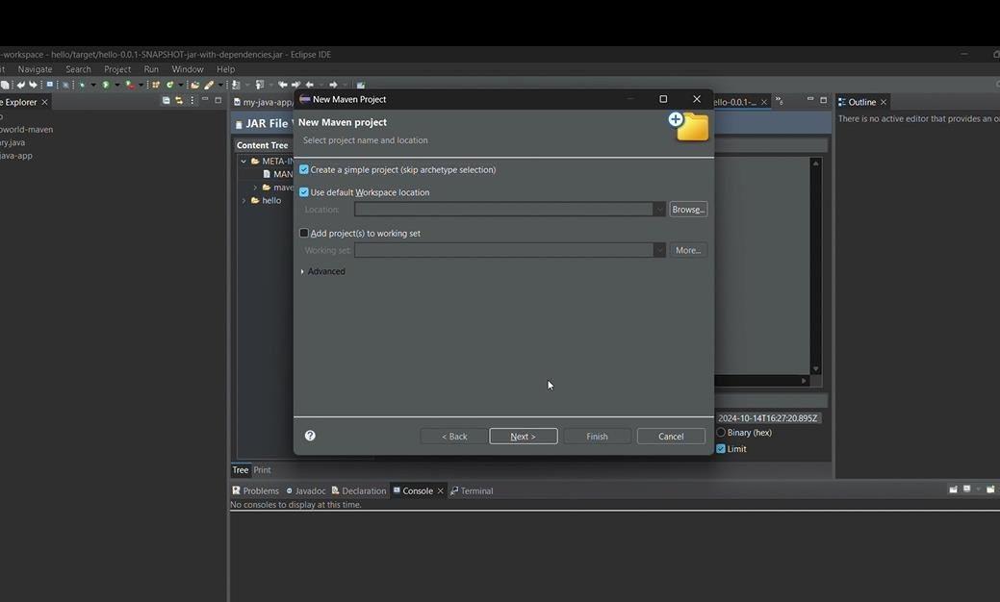 -workspace - hello/target/hello-0.0.1-SNAPSHOT-jar-with-dependencies.jar - Eclipse IDE
it Navigate Search Project Run Window Help
e Explorer
o
oworld-maven
ry.java
java-app
my-java-app/
ello-0.0.1-...
6
JAR File
Content Tree
META-IN
MAN
mave
hello
New Maven Project
New Maven project
Select project name and location
Create a simple project (skip archetype selection)
Use default Workspace location
Location:
Browse...
Add project(s) to working set
Working set:
More...
Advanced
?
< Back
Next >
Finish
Cancel
2024-10-14T16:27:20.895Z
Binary (hex)
Limit
Tree Print
Outline
There is no active editor that provides an o
Problems Javadoc Declaration Console Terminal
No consoles to display at this time.